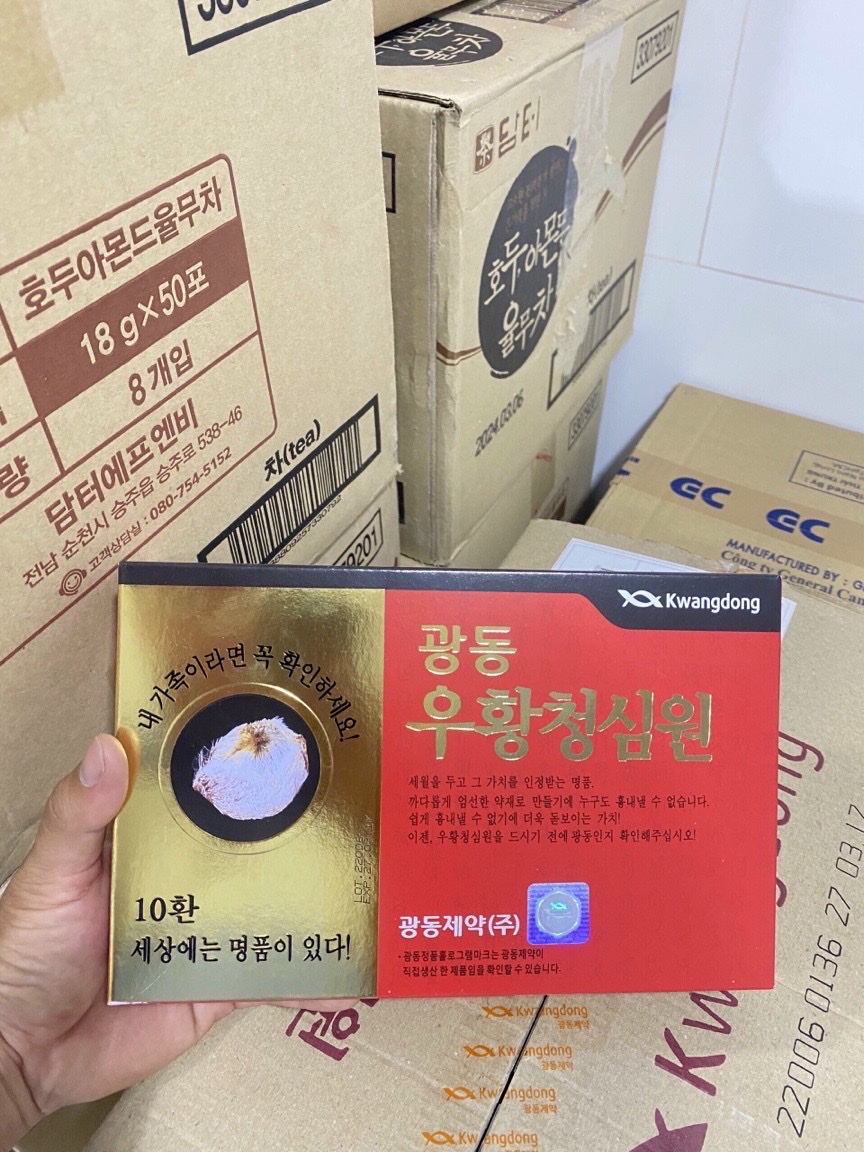 호두아몬드율무차
18g×50포
8개입
량
담터에프엔비
전남 순천시 승주읍 승주로 538-46
고객상담실 : 080-754-5152
차(tea)
33079201
담터
호두아몬드
율무차
2024.03.06
GC GC
MANUFACTURED BY : GE
Công ty General Can
Kwangdong
광동
우황청심원
세월을 두고 그 가치를 인정받는 명품.
까다롭게 엄선한 약재로 만들기에 누구도 흉내낼 수 없습니다.
쉽게 흉내낼 수 없기에 더욱 돋보이는 가치!
이젠, 우황청심원을 드시기 전에 광동인지 확인해주십시오!
광동제약(주)
· 광동정품홀로그램마크는 광동제약이
직접생산 한 제품임을 확인할 수 있습니다.
내 가족이라면 꼭 확인하세요!
10환
세상에는 명품이 있다!
Kwangdong
광동제약
Kwangdong
광동제약
Kwangdong
광동제약
Kwangdong
22006 0136 27 03.17